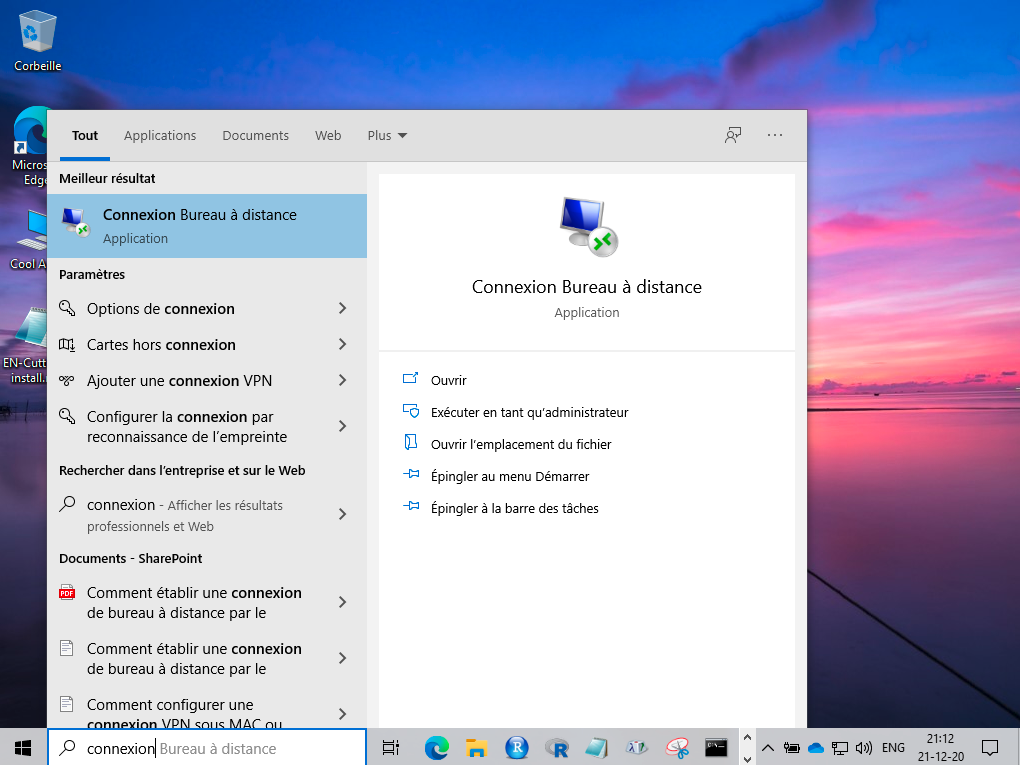 Corbeille
Micros
Edge
Cool A
EN-Cutt
install.
Tout
Applications
Documents
Web
Plus
Meilleur résultat
Connexion Bureau à distance
Application
Paramètres
Options de connexion
Cartes hors connexion
Ajouter une connexion VPN
Configurer la connexion par
reconnaissance de l'empreinte
Rechercher dans l'entreprise et sur le Web
connexion - Afficher les résultats
professionnels et Web
Documents - SharePoint
PDF
Comment établir une connexion
de bureau à distance par le
Comment établir une connexion
de bureau à distance par le
Comment configurer une
connexion VPN sous MAC ou
Connexion Bureau à distance
Application
Ouvrir
Exécuter en tant qu'administrateur
Ouvrir l'emplacement du fichier
Épingler au menu Démarrer
Épingler à la barre des tâches
connexion Bureau à distance
R
R
ENG
21:12
21-12-20